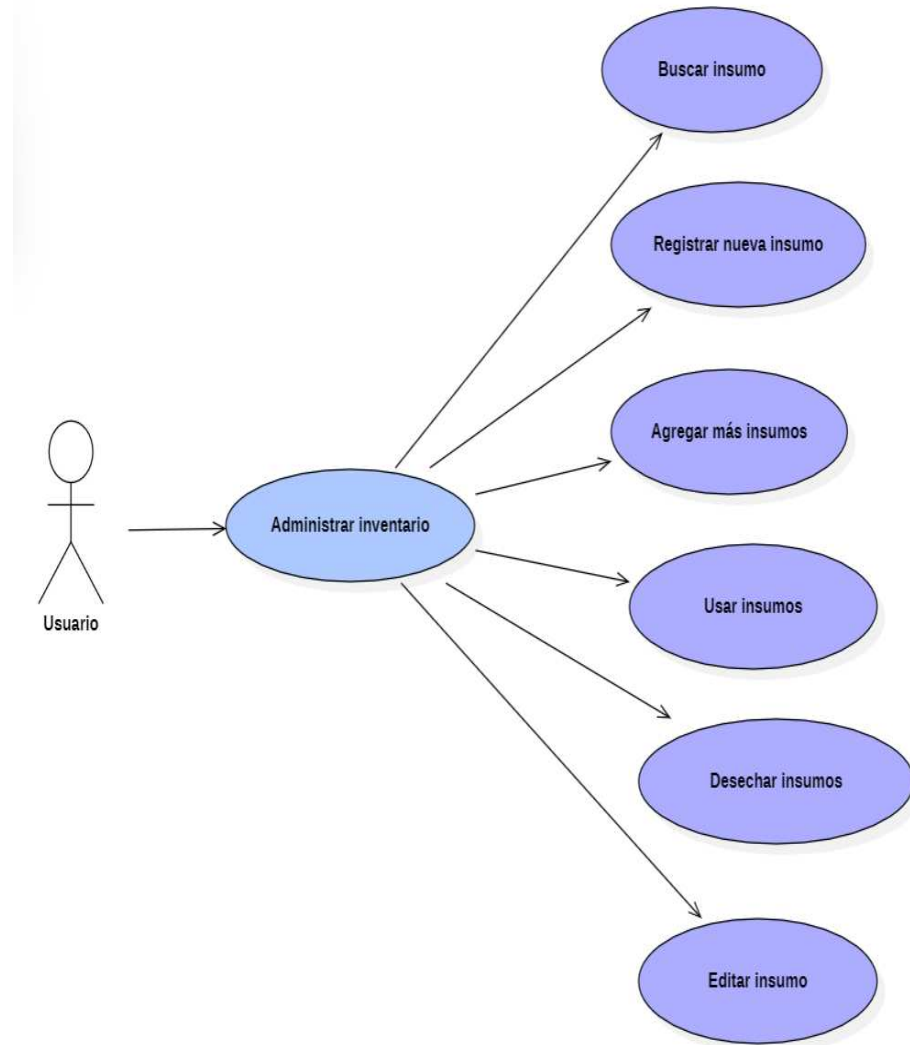 Buscar insumo
Registrar nueva insumo
Agregar más insumos
Administrar inventario
Usar insumos
Usuario
Desechar insumos
Editar insumo